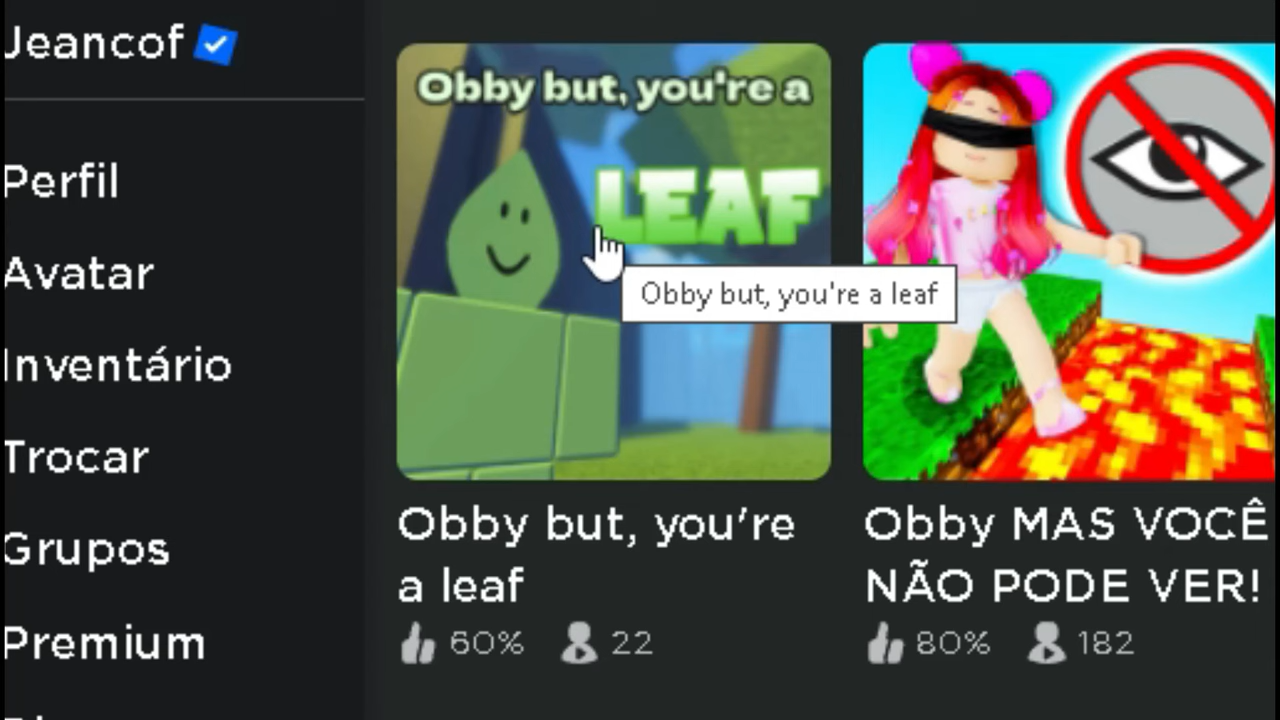 Jeancof
Perfil
Avatar
Inventário
Trocar
Grupos
Premium
Obby but, you're a
LEAF
Obby but, you're a leaf
Obby but, you're
a leaf
60% 22
Obby MAS VOCÊ
NÃO PODE VER!
80% 182